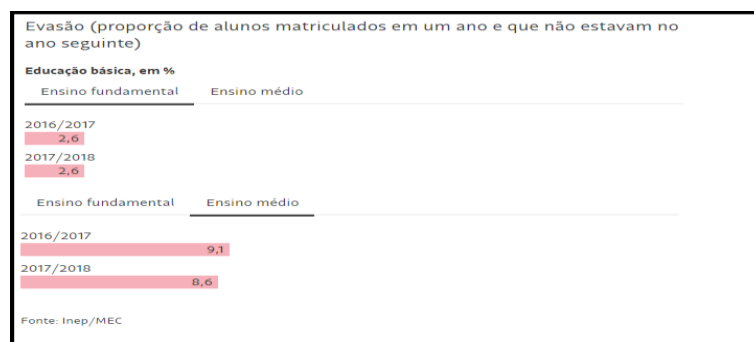 Evasão (proporção de alunos matriculados em um ano e que não estavam no
ano seguinte)
Educação básica, em %
Ensino fundamental Ensino médio
2016/2017
2,6
2017/2018
2,6
Ensino fundamental Ensino médio
2016/2017
9,1
2017/2018
8,6
Fonte: Inep/MEC